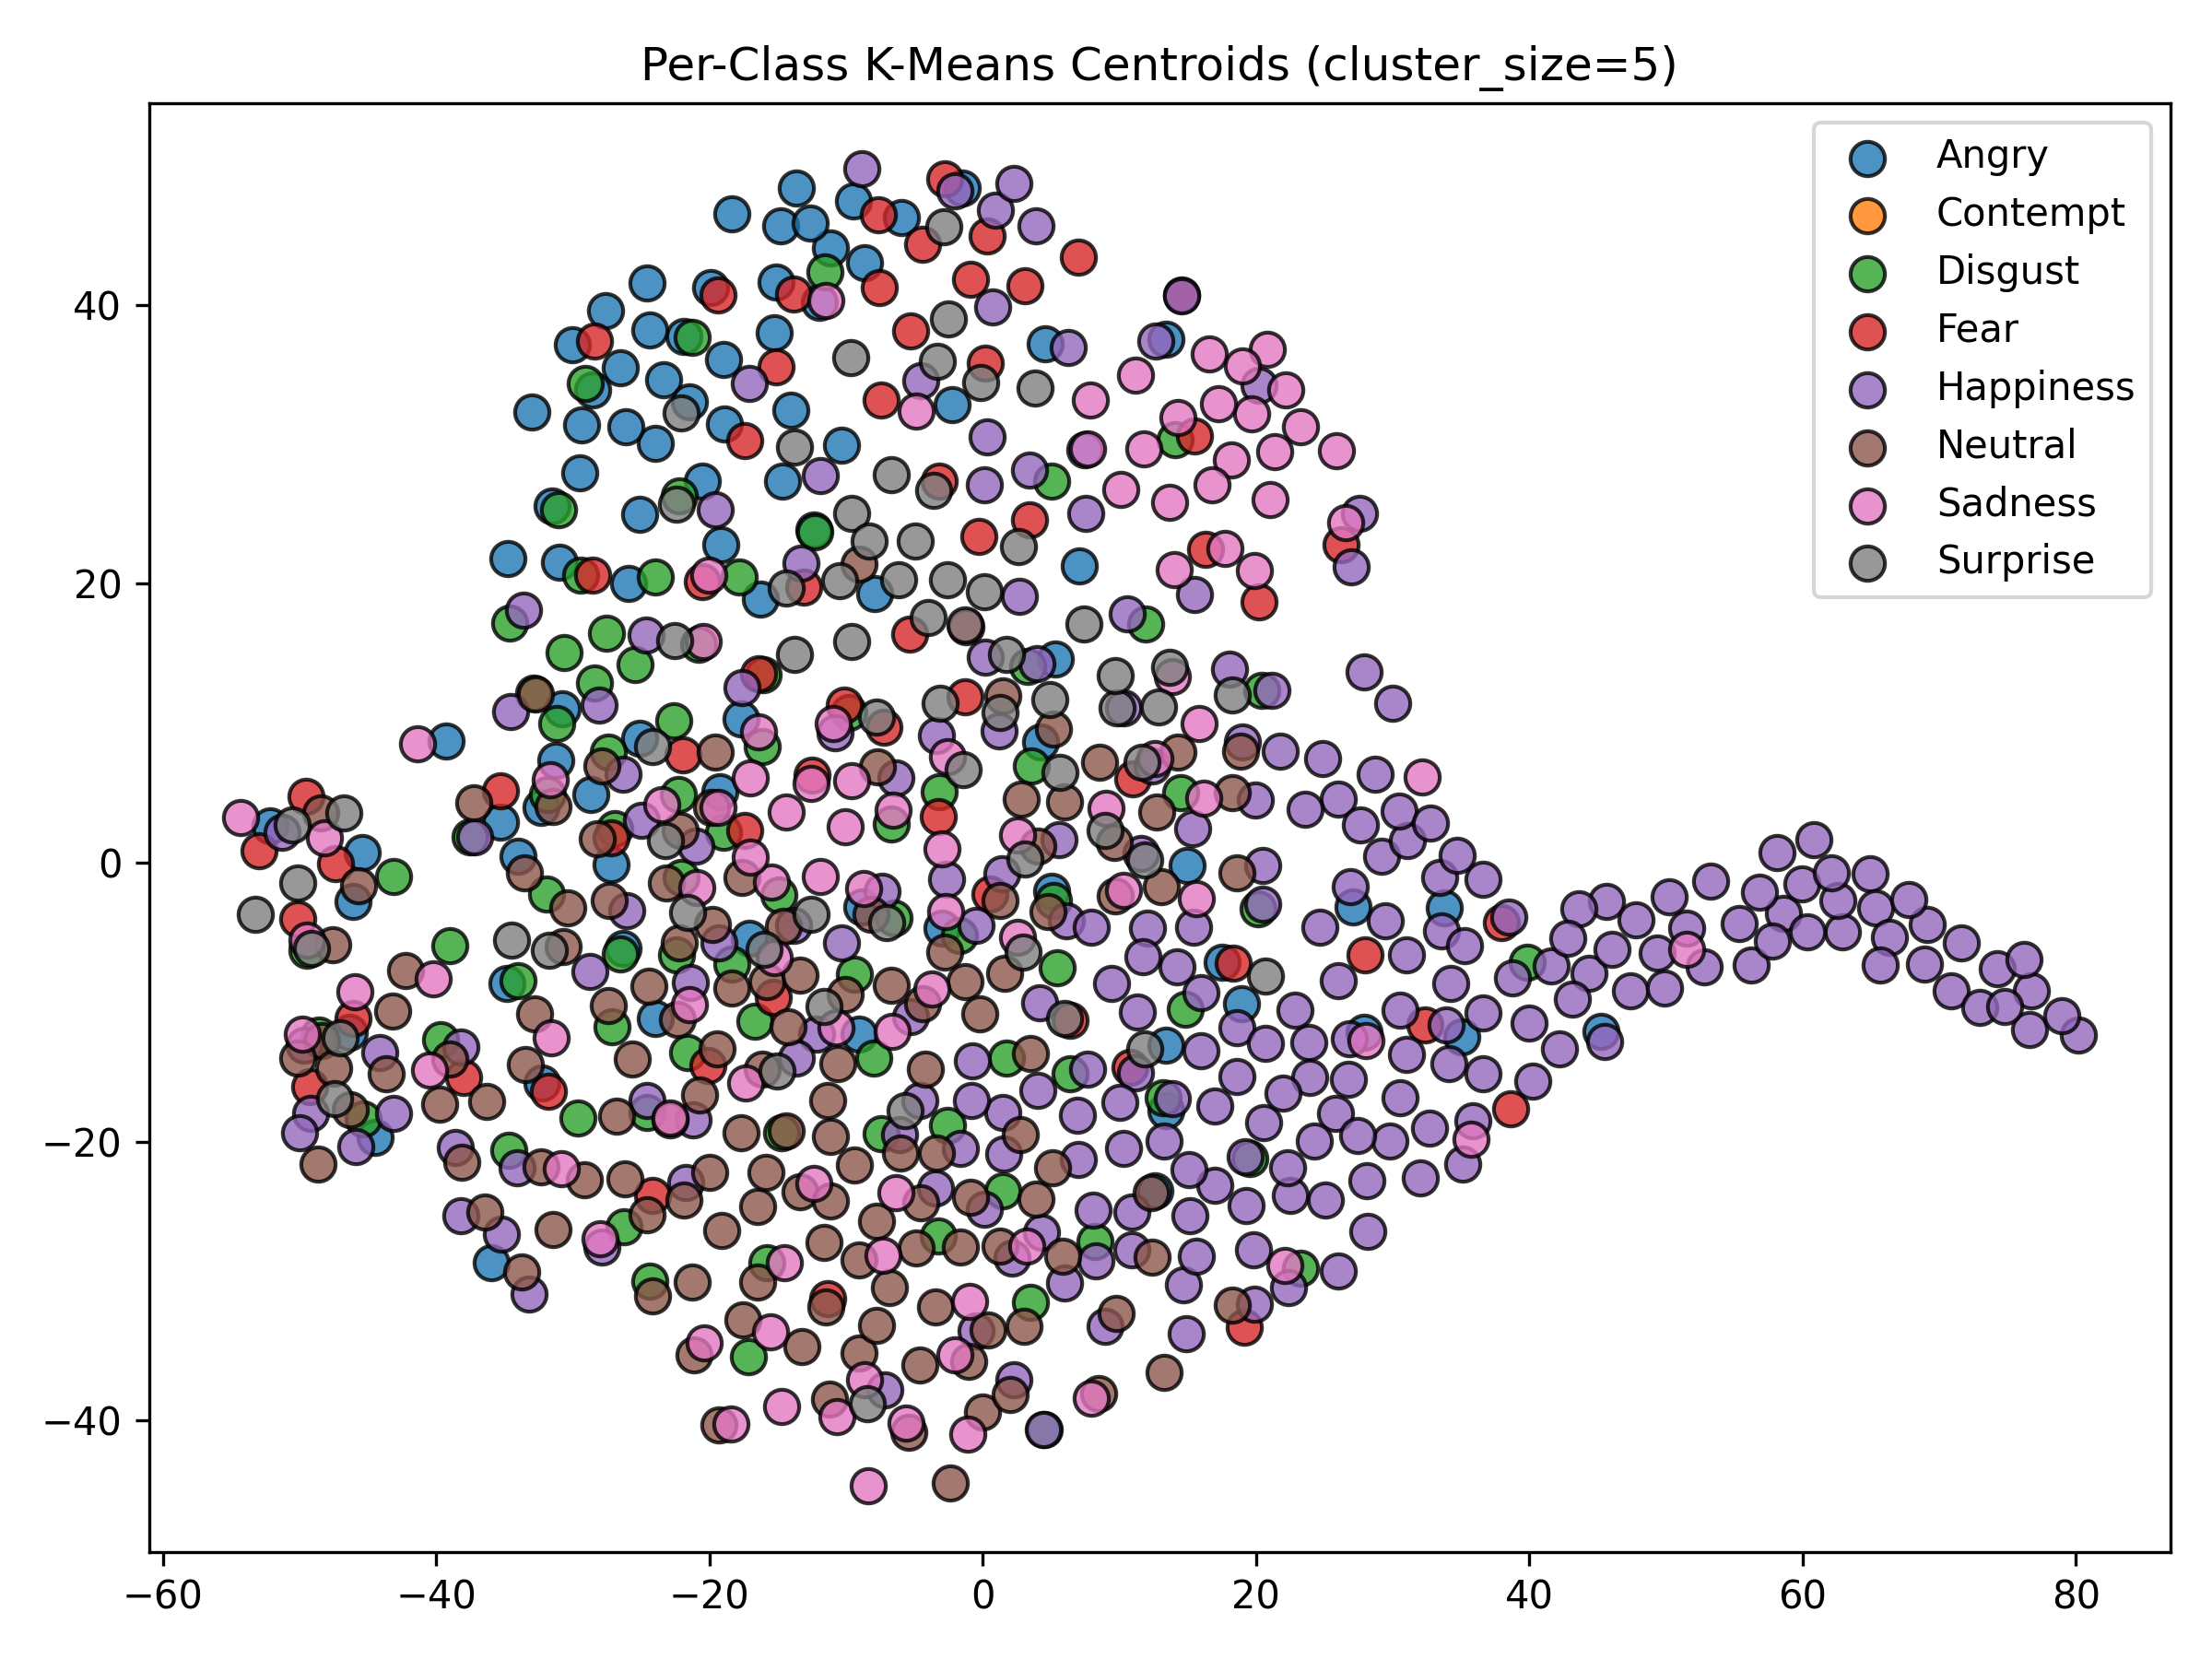 Per-Class K-Means Centroids (cluster_size=5)
Angry
Contempt
Disgust
Fear
Happiness
Neutral
Sadness
Surprise
40
20
0
−20
−40
−60 −40 −20 0 20 40 60 80